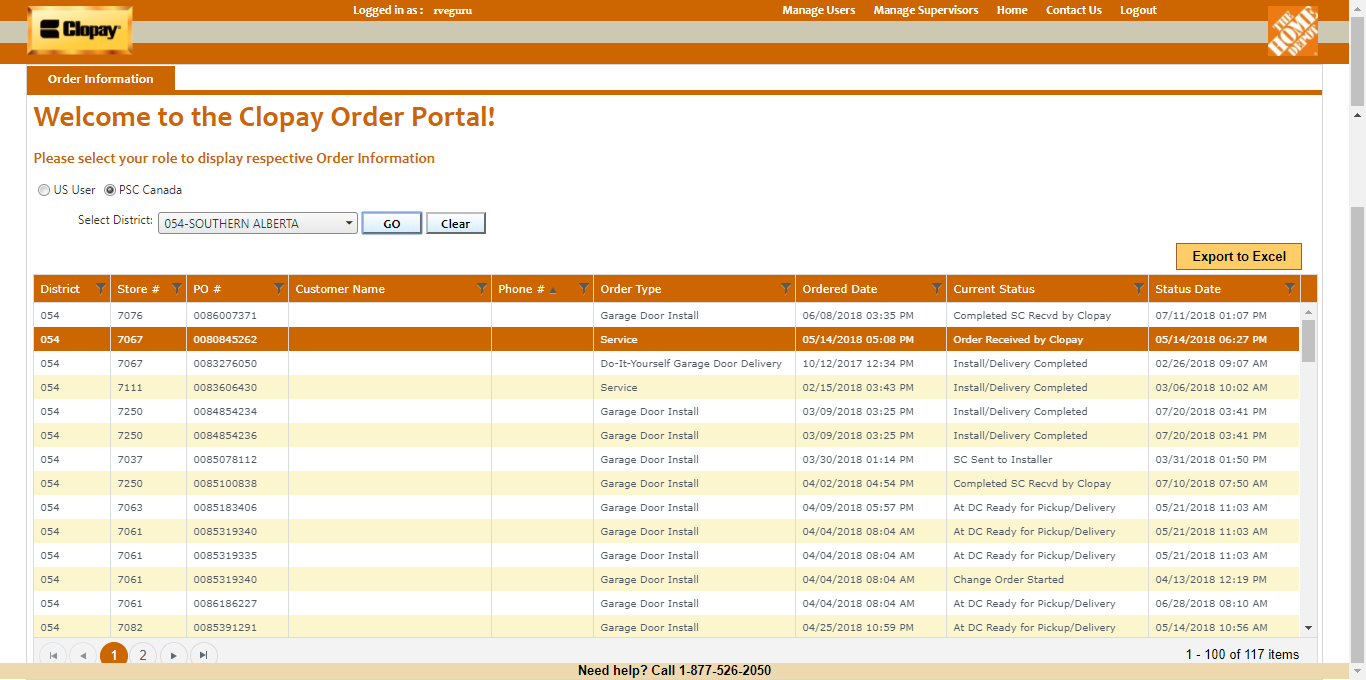 Logged in as : rveguru Manage Users Manage Supervisors Home Contact Us Logout
Clopay
THE HOME DEPOT
Order Information
Welcome to the Clopay Order Portal!
Please select your role to display respective Order Information
US User PSC Canada
Select District: 054-SOUTHERN ALBERTA GO Clear
Export to Excel
District Store # PO # Customer Name Phone # Order Type Ordered Date Current Status Status Date
054 7076 0086007371 Garage Door Install 06/08/2018 03:35 PM Completed SC Recvd by Clopay 07/11/2018 01:07 PM
054 7067 0080845262 Service 05/14/2018 05:08 PM Order Received by Clopay 05/14/2018 06:27 PM
054 7067 0083276050 Do-It-Yourself Garage Door Delivery 10/12/2017 12:34 PM Install/Delivery Completed 02/26/2018 09:07 AM
054 7111 0083606430 Service 02/15/2018 03:43 PM Install/Delivery Completed 03/06/2018 10:02 AM
054 7250 0084854234 Garage Door Install 03/09/2018 03:25 PM Install/Delivery Completed 07/20/2018 03:41 PM
054 7250 0084854236 Garage Door Install 03/09/2018 03:25 PM Install/Delivery Completed 07/20/2018 03:41 PM
054 7037 0085078112 Garage Door Install 03/30/2018 01:14 PM SC Sent to Installer 03/31/2018 01:50 PM
054 7250 0085100838 Garage Door Install 04/02/2018 04:54 PM Completed SC Recvd by Clopay 07/10/2018 07:50 AM
054 7063 0085183406 Garage Door Install 04/09/2018 05:57 PM At DC Ready for Pickup/Delivery 05/21/2018 11:03 AM
054 7061 0085319340 Garage Door Install 04/04/2018 08:04 AM At DC Ready for Pickup/Delivery 05/21/2018 11:03 AM
054 7061 0085319335 Garage Door Install 04/04/2018 08:04 AM At DC Ready for Pickup/Delivery 05/21/2018 11:03 AM
054 7061 0085319340 Garage Door Install 04/04/2018 08:04 AM Change Order Started 04/13/2018 12:19 PM
054 7061 0086186227 Garage Door Install 04/04/2018 08:04 AM At DC Ready for Pickup/Delivery 06/28/2018 08:10 AM
054 7082 0085391291 Garage Door Install 04/25/2018 10:59 PM At DC Ready for Pickup/Delivery 05/14/2018 10:56 AM
1 2 1 - 100 of 117 items
Need help? Call 1-877-526-2050